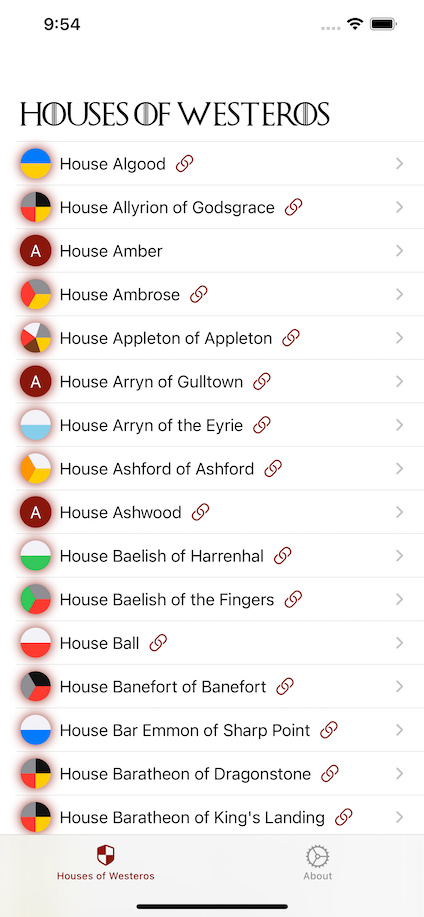 9:54
HOUSES OF WESTEROS
House Algood
House Allyrion of Godsgrace
House Amber
House Ambrose
House Appleton of Appleton
A House Arryn of Gulltown
House Arryn of the Eyrie
House Ashford of Ashford
A House Ashwood
House Baelish of Harrenhal
House Baelish of the Fingers
House Ball
House Banefort of Banefort
House Bar Emmon of Sharp Point
House Baratheon of Dragonstone
House Baratheon of King's Landing
Houses of Westeros
About